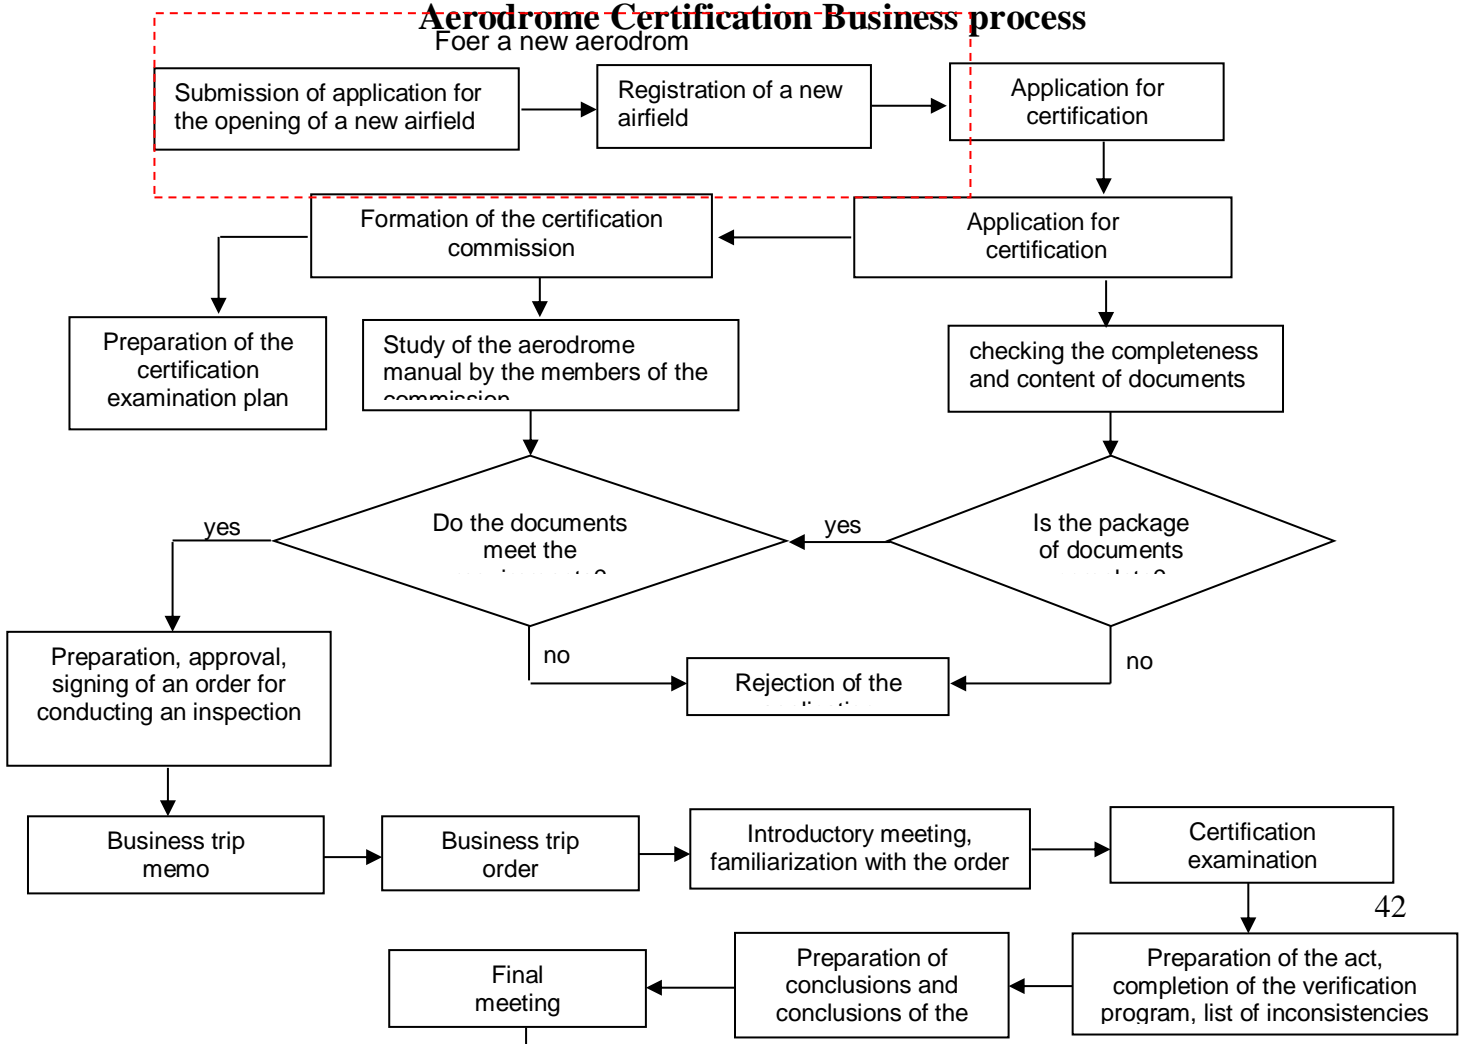 Aerodrome Certification Business process
Foer a new aerodrom
Submission of application for
the opening of a new airfield
Registration of a new
airfield
Application for
certification
Formation of the certification
commission
Application for
certification
Preparation of the
certification
examination plan
Study of the aerodrome
manual by the members of the
commission
checking the completeness
and content of documents
yes
Do the documents
meet the
yes
Is the package
of documents
no
no
Preparation, approval,
signing of an order for
conducting an inspection
Rejection of the
Business trip
memo
Business trip
order
Introductory meeting,
familiarization with the order
Certification
examination
42
Final
meeting
Preparation of
conclusions and
conclusions of the
Preparation of the act,
completion of the verification
program, list of inconsistencies